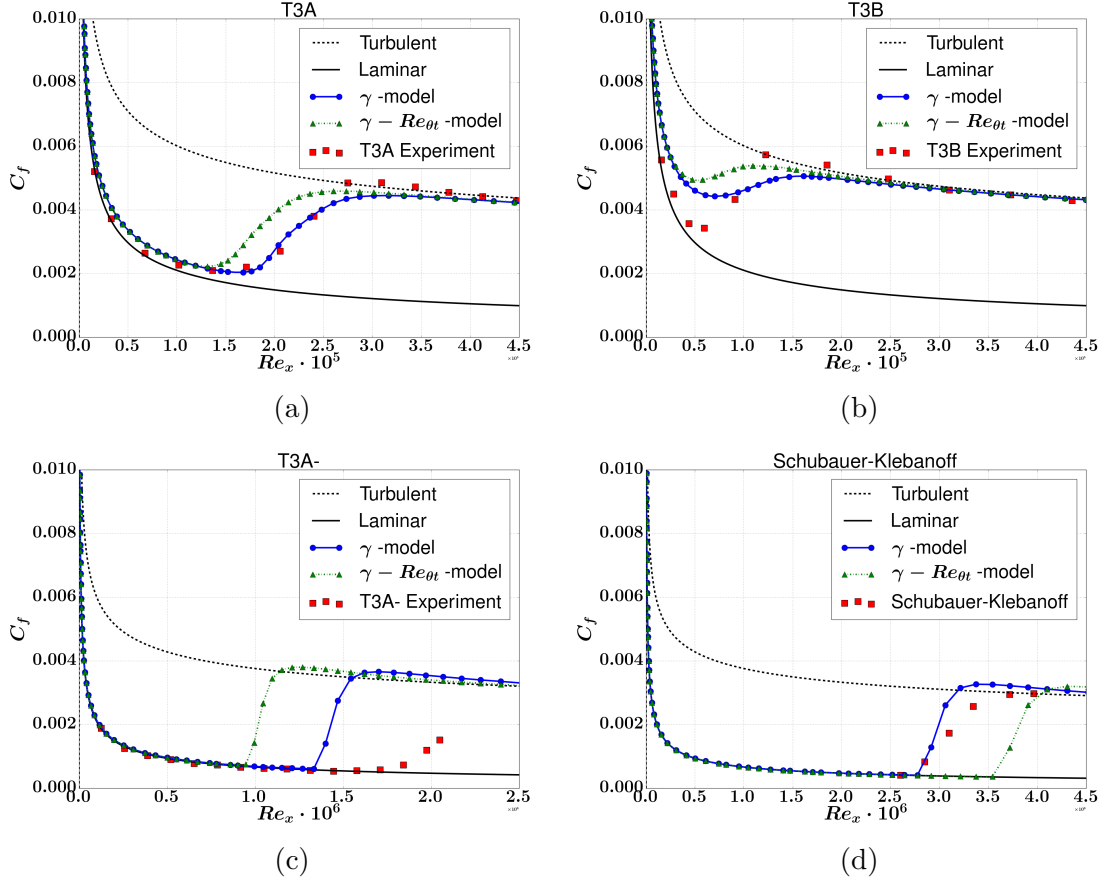 T3A
0.010
0.008
0.006
0.004
0.002
0.000
C_f
Turbulent
Laminar
γ -model
γ − Re_θt -model
T3A Experiment
0.0 0.5 1.0 1.5 2.0 2.5 3.0 3.5 4.0 4.5
Re_x · 10^5
(a)
T3B
0.010
0.008
0.006
0.004
0.002
0.000
C_f
Turbulent
Laminar
γ -model
γ − Re_θt -model
T3B Experiment
0.0 0.5 1.0 1.5 2.0 2.5 3.0 3.5 4.0 4.5
Re_x · 10^5
(b)
T3A-
0.010
0.008
0.006
0.004
0.002
0.000
C_f
Turbulent
Laminar
γ -model
γ − Re_θt -model
T3A- Experiment
0.0 0.5 1.0 1.5 2.0 2.5
Re_x · 10^6
(c)
Schubauer-Klebanoff
0.010
0.008
0.006
0.004
0.002
0.000
C_f
Turbulent
Laminar
γ -model
γ − Re_θt -model
Schubauer-Klebanoff
0.0 0.5 1.0 1.5 2.0 2.5 3.0 3.5 4.0 4.5
Re_x · 10^6
(d)